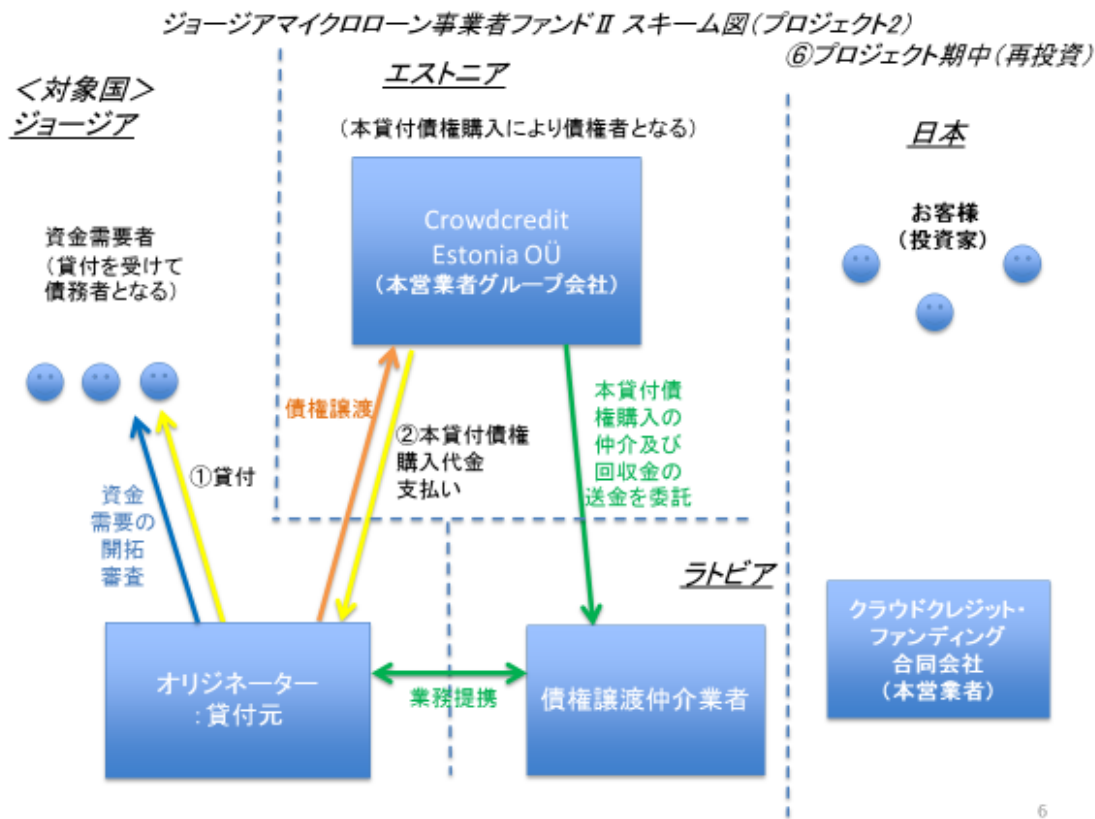 ジョージアマイクロローン事業者ファンドⅡ スキーム図(プロジェクト2)
⑥プロジェクト期中(再投資)
<対象国>
ジョージア
エストニア
日本
(本貸付債権購入により債権者となる)
Crowdcredit
Estonia OÜ
(本営業者グループ会社)
お客様
(投資家)
資金需要者
(貸付を受けて
債務者となる)
債権譲渡
②本貸付債権
購入代金
支払い
本貸付債
権購入の
仲介及び
回収金の
送金を委託
①貸付
資金
需要の
開拓
審査
ラトビア
オリジネーター
:貸付元
業務提携
債権譲渡仲介業者
クラウドクレジット・
ファンディング
合同会社
(本営業者)
6